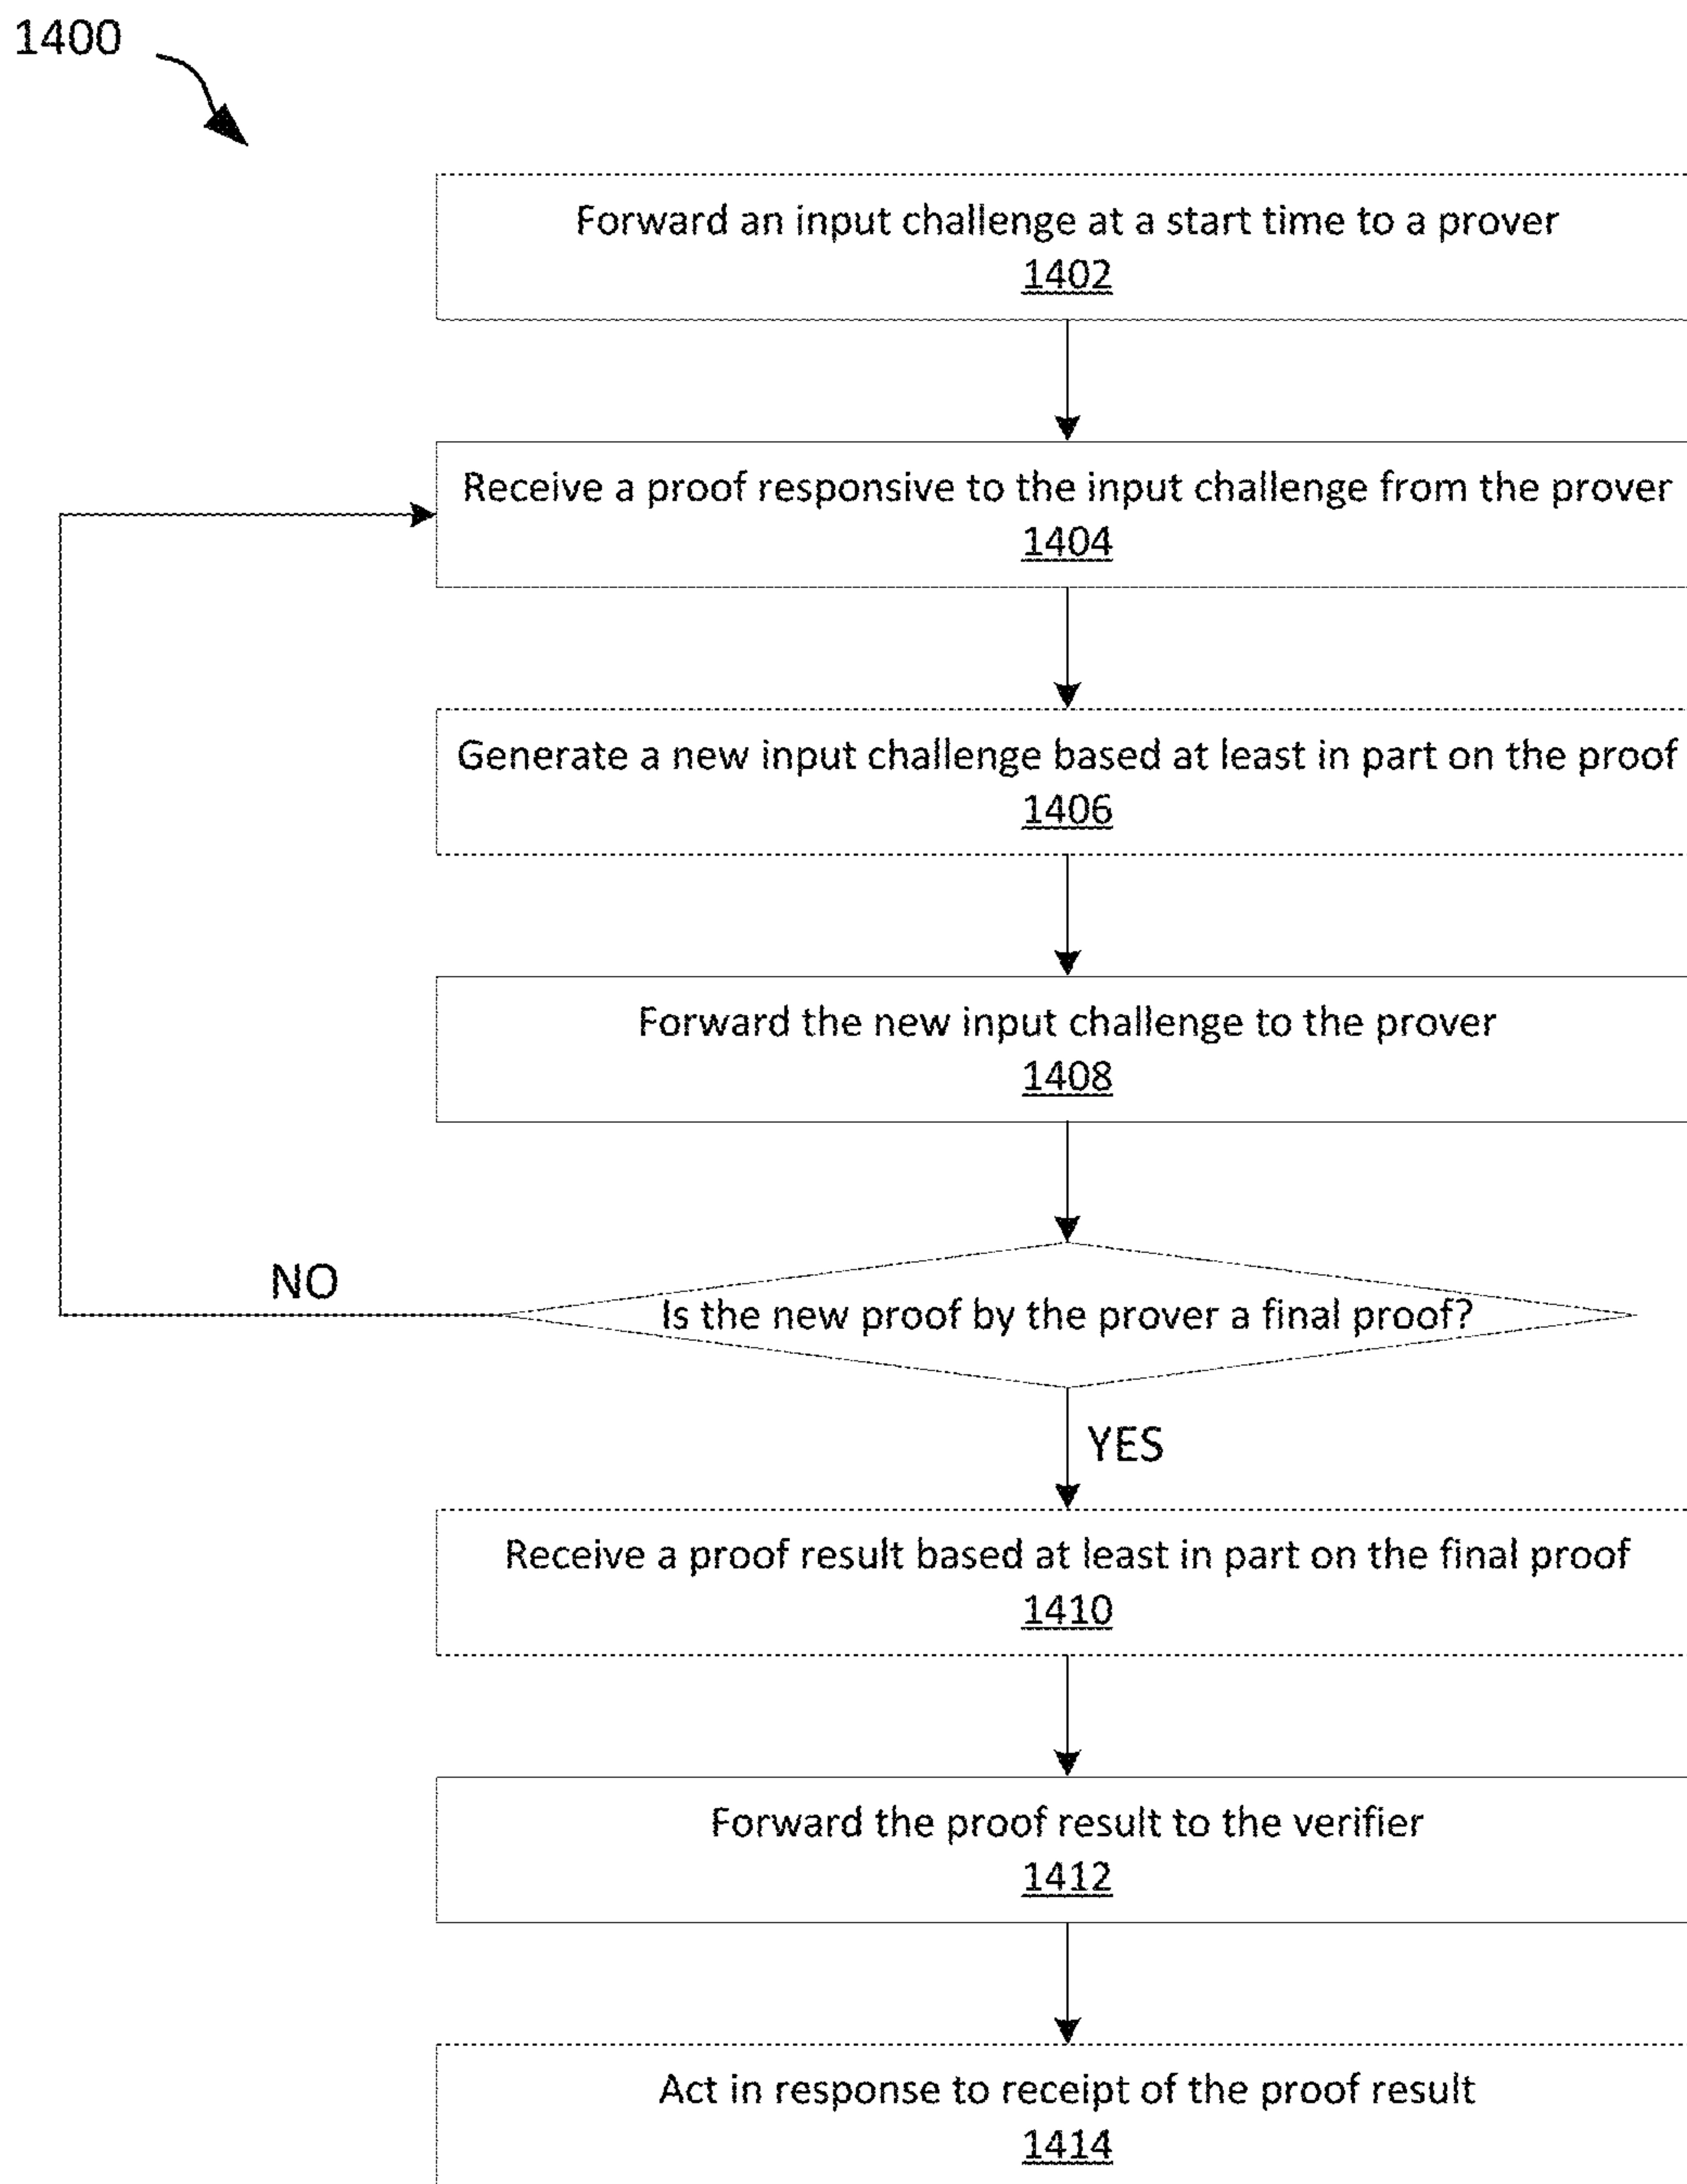 1400
Forward an input challenge at a start time to a prover
1402
Receive a proof responsive to the input challenge from the prover
1404
Generate a new input challenge based at least in part on the proof
1406
Forward the new input challenge to the prover
1408
NO
Is the new proof by the prover a final proof?
YES
Receive a proof result based at least in part on the final proof
1410
Forward the proof result to the verifier
1412
Act in response to receipt of the proof result
1414